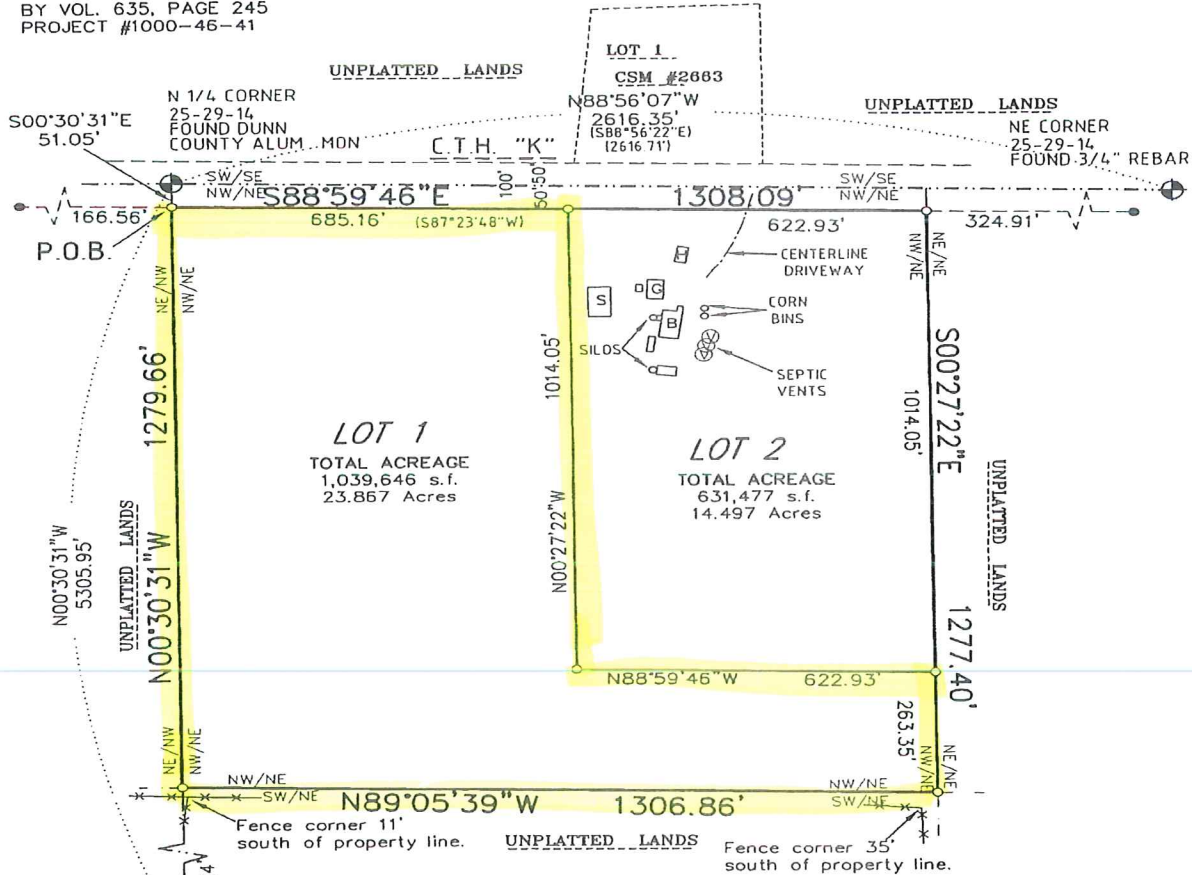 BY VOL. 635, PAGE 245
PROJECT #1000-46-41
LOT 1
CSM #2663
UNPLATTED LANDS
N88°56'07"W
2616.35'
(S88°56'22"E)
(2616.71')
UNPLATTED LANDS
S00°30'31"E
51.05'
N 1/4 CORNER
25-29-14
FOUND DUNN
COUNTY ALUM. MON
C.T.H. "K"
NE CORNER
25-29-14
FOUND 3/4" REBAR
SW/SE
NW/NE
100'
50'
50'
SW/SE
NW/NE
S88°59'46"E
1308.09'
166.56'
685.16'
(S87°23'48"W)
622.93'
324.91'
P.O.B.
NE/NW
NW/NE
NW/NE
NE/NE
CENTERLINE
DRIVEWAY
S
G
B
CORN
BINS
SILOS
V
V
V
SEPTIC
VENTS
1279.66'
N00°30'31"W
1014.05'
N00°27'22"W
1014.05'
S00°27'22"E
1277.40'
LOT 1
TOTAL ACREAGE
1,039,646 s.f.
23.867 Acres
LOT 2
TOTAL ACREAGE
631,477 s.f.
14.497 Acres
UNPLATTED LANDS
UNPLATTED LANDS
N00°30'31"W
5305.95'
N88°59'46"W
622.93'
263.35'
NE/NW
NW/NE
NW/NE
NE/NE
NW/NE
SW/NE
N89°05'39"W
1306.86'
NW/NE
SW/NE
Fence corner 11'
south of property line.
UNPLATTED LANDS
Fence corner 35'
south of property line.